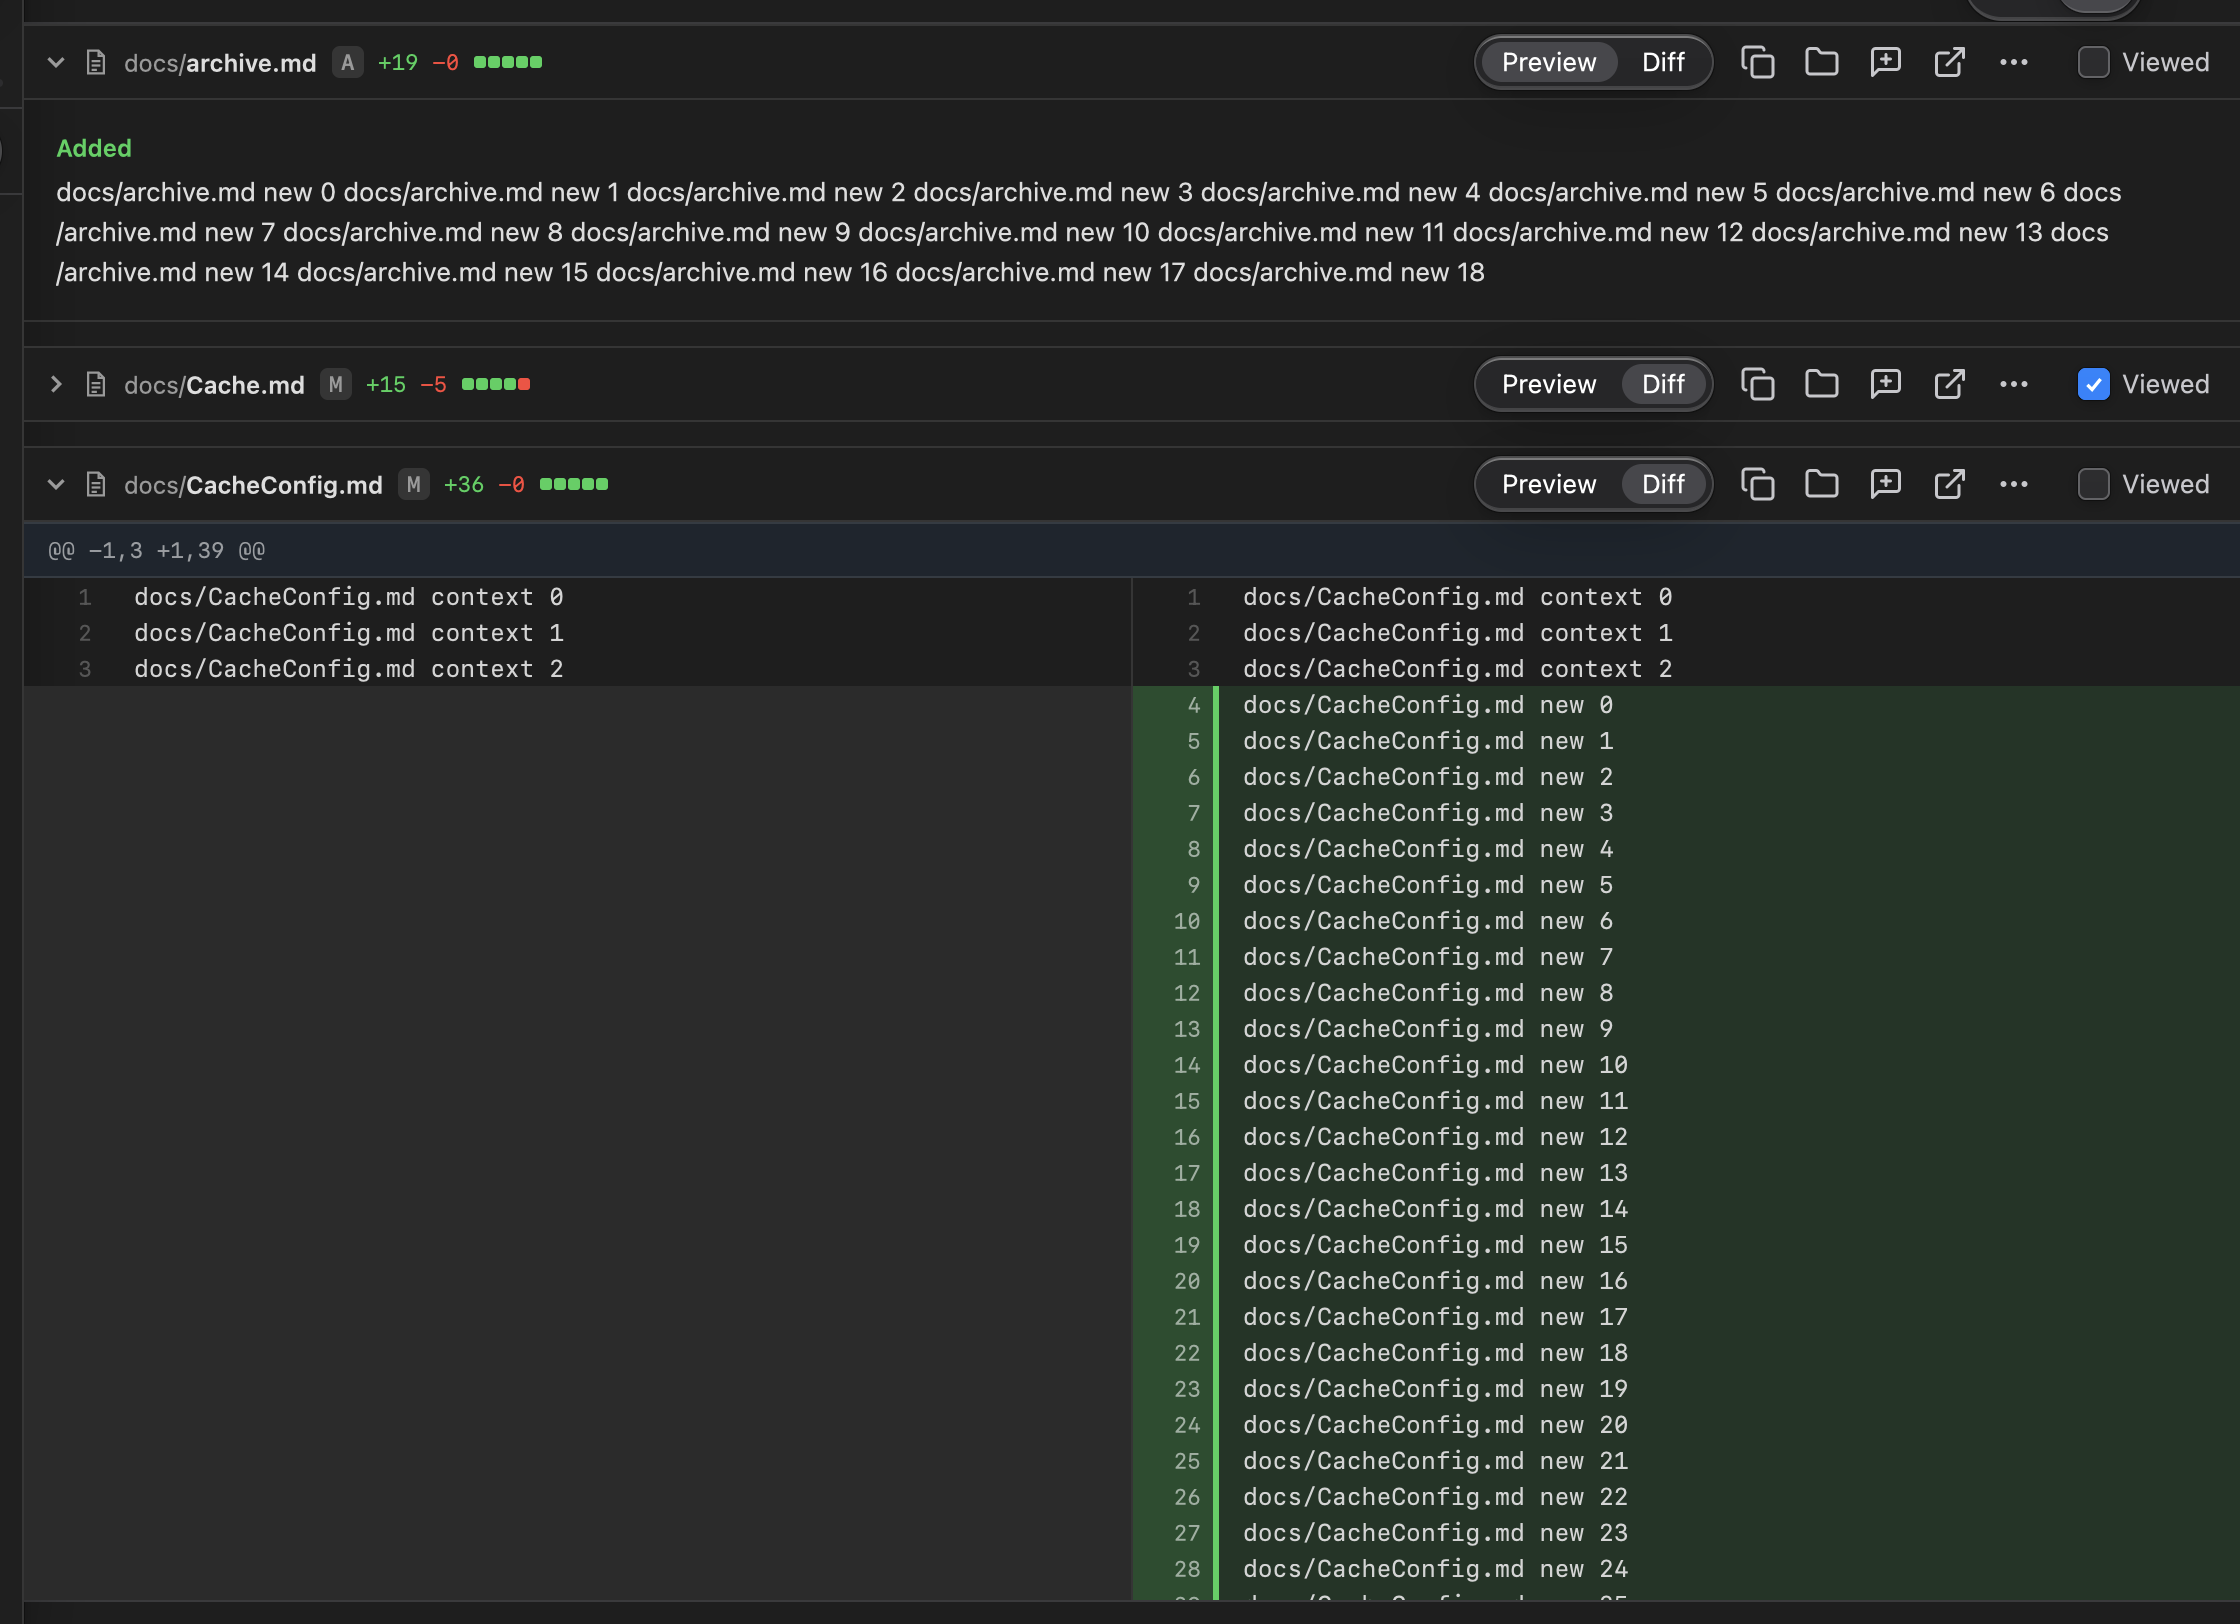 docs/archive.md A +19 −0 Preview Diff Viewed
Added
docs/archive.md new 0 docs/archive.md new 1 docs/archive.md new 2 docs/archive.md new 3 docs/archive.md new 4 docs/archive.md new 5 docs/archive.md new 6 docs
/archive.md new 7 docs/archive.md new 8 docs/archive.md new 9 docs/archive.md new 10 docs/archive.md new 11 docs/archive.md new 12 docs/archive.md new 13 docs
/archive.md new 14 docs/archive.md new 15 docs/archive.md new 16 docs/archive.md new 17 docs/archive.md new 18
docs/Cache.md M +15 −5 Preview Diff Viewed
docs/CacheConfig.md M +36 −0 Preview Diff Viewed
@@ −1,3 +1,39 @@
1 docs/CacheConfig.md context 0 1 docs/CacheConfig.md context 0
2 docs/CacheConfig.md context 1 2 docs/CacheConfig.md context 1
3 docs/CacheConfig.md context 2 3 docs/CacheConfig.md context 2
4 docs/CacheConfig.md new 0
5 docs/CacheConfig.md new 1
6 docs/CacheConfig.md new 2
7 docs/CacheConfig.md new 3
8 docs/CacheConfig.md new 4
9 docs/CacheConfig.md new 5
10 docs/CacheConfig.md new 6
11 docs/CacheConfig.md new 7
12 docs/CacheConfig.md new 8
13 docs/CacheConfig.md new 9
14 docs/CacheConfig.md new 10
15 docs/CacheConfig.md new 11
16 docs/CacheConfig.md new 12
17 docs/CacheConfig.md new 13
18 docs/CacheConfig.md new 14
19 docs/CacheConfig.md new 15
20 docs/CacheConfig.md new 16
21 docs/CacheConfig.md new 17
22 docs/CacheConfig.md new 18
23 docs/CacheConfig.md new 19
24 docs/CacheConfig.md new 20
25 docs/CacheConfig.md new 21
26 docs/CacheConfig.md new 22
27 docs/CacheConfig.md new 23
28 docs/CacheConfig.md new 24